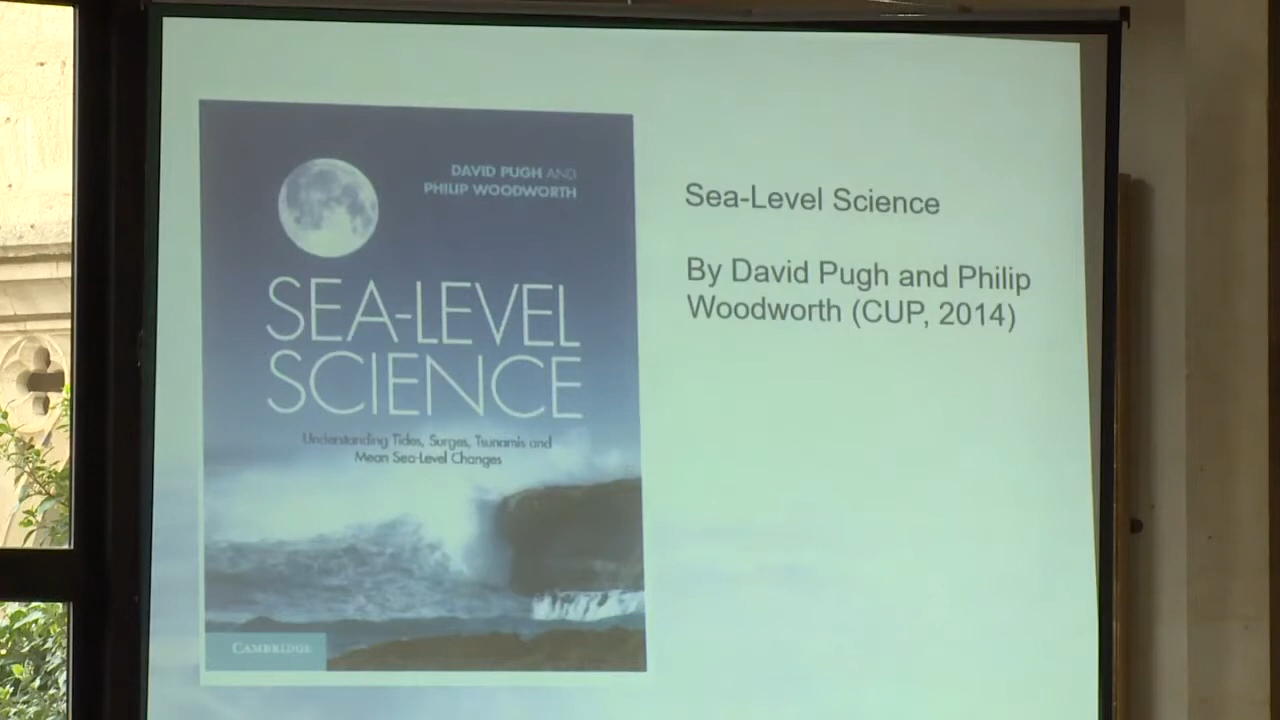 DAVID PUGH AND
PHILIP WOODWORTH
SEA-LEVEL
SCIENCE
Understanding Tides, Surges, Tsunamis and
Mean Sea-Level Changes
CAMBRIDGE
Sea-Level Science
By David Pugh and Philip
Woodworth (CUP, 2014)